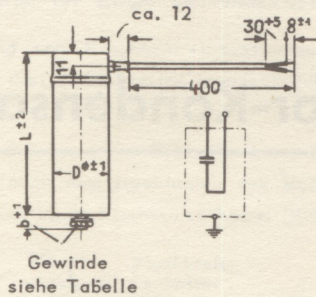 ca. 12
30+5
8±1
11
400
L±2
D⌀±1
b+1
Gewinde
siehe Tabelle